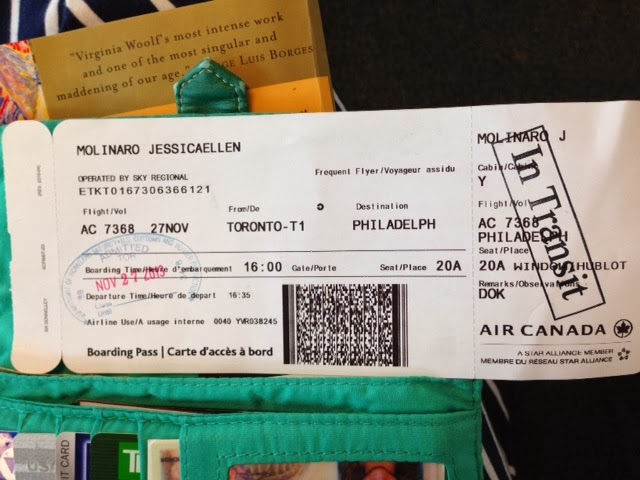 "Virginia Woolf's most intense work
and one of the most singular and
maddening of our age." LUIS BORGES
MOLINARO JESSICAELLEN
OPERATED BY SKY REGIONAL
ETKT0167306366121
Frequent Flyer/Voyageur assidu
Flight/Vol From/De Destination
AC 7368 27NOV TORONTO-T1 PHILADELPH
Boarding Time/Heure d'embarquement 16:00 Gate/Porte Seat/Place 20A
Departure Time/Heure de depart 16:35
Airline Use/A usage interne 0040 YVR038245
Boarding Pass | Carte d'accès à bord
ADMITTED
NOV 27 2013
MOLINARO J
Cabin/Cabine
Y
Flight/Vol
AC 7368
PHILADELPH
Seat/Place
20A WINDOW/HUBLOT
Remarks/Observations
DOK
In Transit
AIR CANADA
A STAR ALLIANCE MEMBER
MEMBRE DU RÉSEAU STAR ALLIANCE
CARD